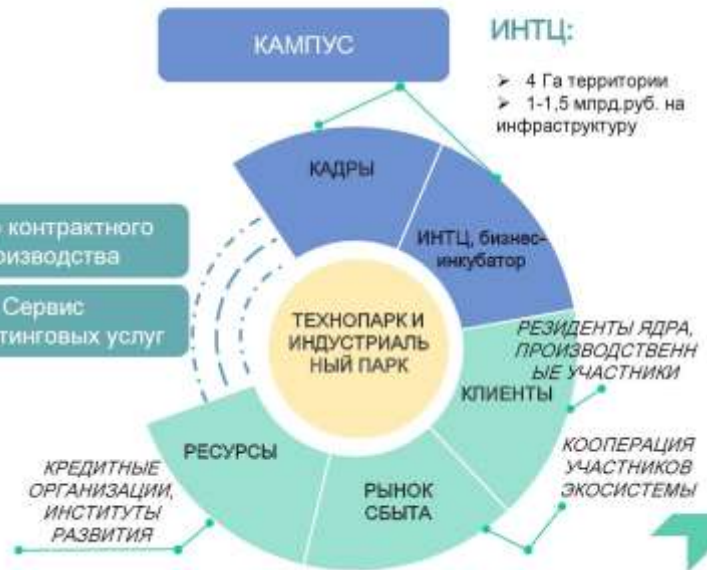 КАМПУС
ИНТЦ:
➢ 4 Га территории
➢ 1-1,5 млрд.руб. на
инфраструктуру
КАДРЫ
ИНТЦ, бизнес-
инкубатор
контрактного
Сервис
услуг
ТЕХНОПАРК И
ИНДУСТРИАЛЬ
НЫЙ ПАРК
РЕЗИДЕНТЫ ЯДРА,
ПРОИЗВОДСТВЕНН
ЫЕ УЧАСТНИКИ
КЛИЕНТЫ
РЕСУРСЫ
РЫНОК
СБЫТА
КООПЕРАЦИЯ
УЧАСТНИКОВ
ЭКОСИСТЕМЫ
КРЕДИТНЫЕ
ОРГАНИЗАЦИИ,
ИНСТИТУТЫ
РАЗВИТИЯ